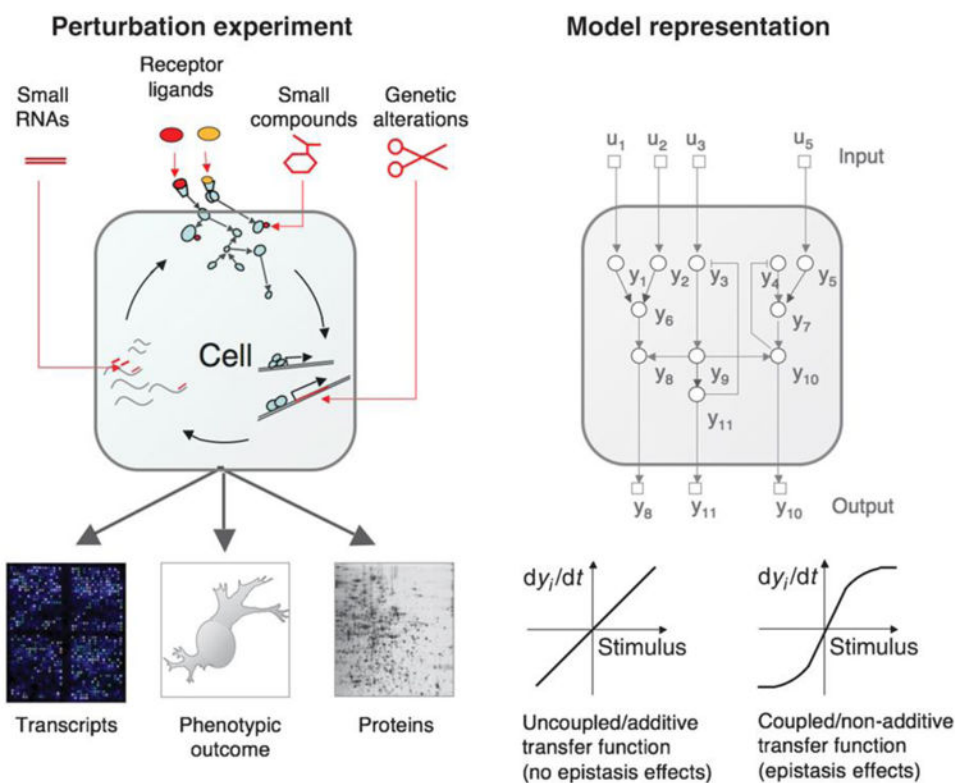 Perturbation experiment
Small
RNAs
Receptor
ligands
Small
compounds
Genetic
alterations
Cell
Transcripts
Phenotypic
outcome
Proteins
Model representation
u1
u2
u3
u5
Input
y1
y2
y3
y4
y5
y6
y7
y8
y9
y10
y11
y8
y11
y10
Output
dyi/dt
Stimulus
Uncoupled/additive
transfer function
(no epistasis effects)
dyi/dt
Stimulus
Coupled/non-additive
transfer function
(epistasis effects)